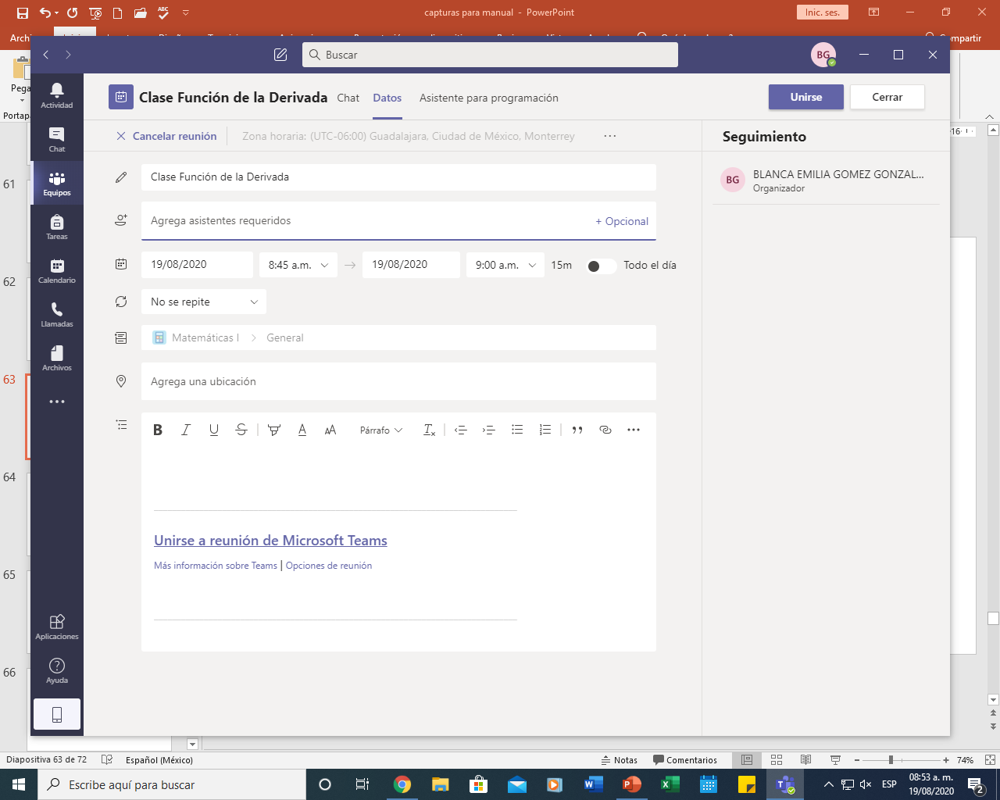 capturas para manual - PowerPoint
Inic. ses.
Compartir
ABC
Buscar
BG
Actividad
Chat
Equipos
Tareas
Calendario
Llamadas
Archivos
Aplicaciones
Ayuda
Clase Función de la Derivada
Chat
Datos
Asistente para programación
Unirse
Cerrar
Cancelar reunión
Zona horaria: (UTC-06:00) Guadalajara, Ciudad de México, Monterrey
Seguimiento
BG
BLANCA EMILIA GOMEZ GONZAL...
Organizador
Clase Función de la Derivada
Agrega asistentes requeridos
+ Opcional
19/08/2020
8:45 a.m.
19/08/2020
9:00 a.m.
15m
Todo el día
No se repite
Matemáticas I > General
Agrega una ubicación
Párrafo
Unirse a reunión de Microsoft Teams
Más información sobre Teams | Opciones de reunión
61
62
63
64
65
66
16
Diapositiva 63 de 72
Español (México)
Notas
Comentarios
74%
Escribe aquí para buscar
ESP
08:53 a. m.
19/08/2020
2